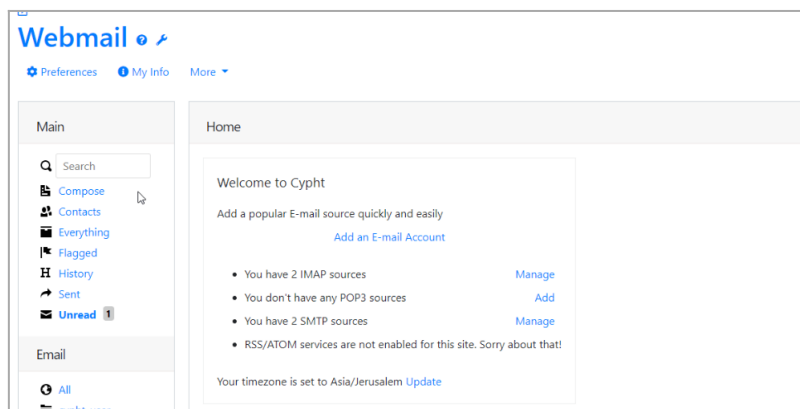 Webmail
Preferences My Info More
Main
Search
Compose
Contacts
Everything
Flagged
History
Sent
Unread 1
Email
All
Home
Welcome to Cypht
Add a popular E-mail source quickly and easily
Add an E-mail Account
You have 2 IMAP sources Manage
You don't have any POP3 sources Add
You have 2 SMTP sources Manage
RSS/ATOM services are not enabled for this site. Sorry about that!
Your timezone is set to Asia/Jerusalem Update